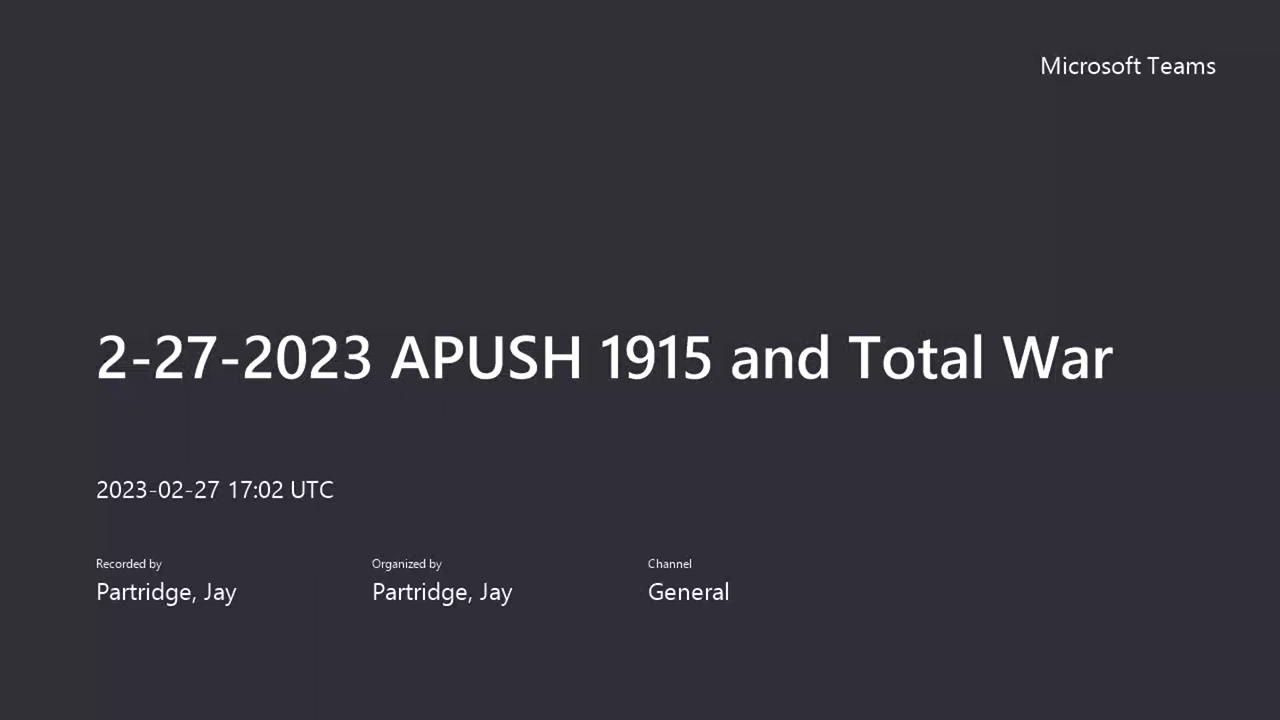 Microsoft Teams
2-27-2023 APUSH 1915 and Total War
2023-02-27 17:02 UTC
Recorded by
Partridge, Jay
Organized by
Partridge, Jay
Channel
General